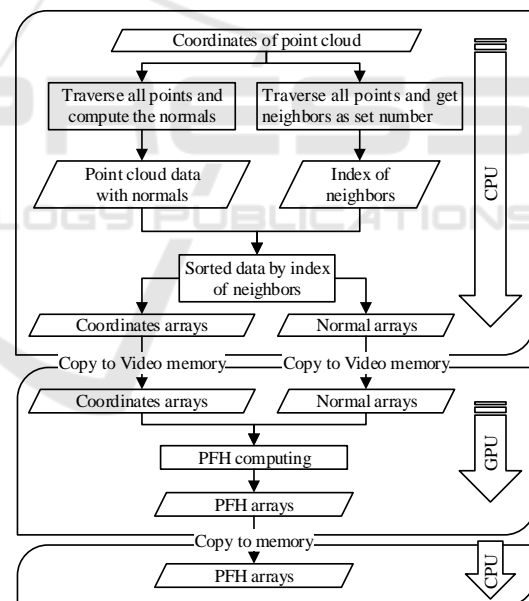 Coordinates of point cloud
Traverse all points and
compute the normals
Traverse all points and get
neighbors as set number
Point cloud data
with normals
Index of
neighbors
CPU
Sorted data by index
of neighbors
Coordinates arrays
Normal arrays
Copy to Video memory
Copy to Video memory
Coordinates arrays
Normal arrays
PFH computing
GPU
PFH arrays
Copy to memory
PFH arrays
CPU
PRESS
LOGY PUBLICATIONS